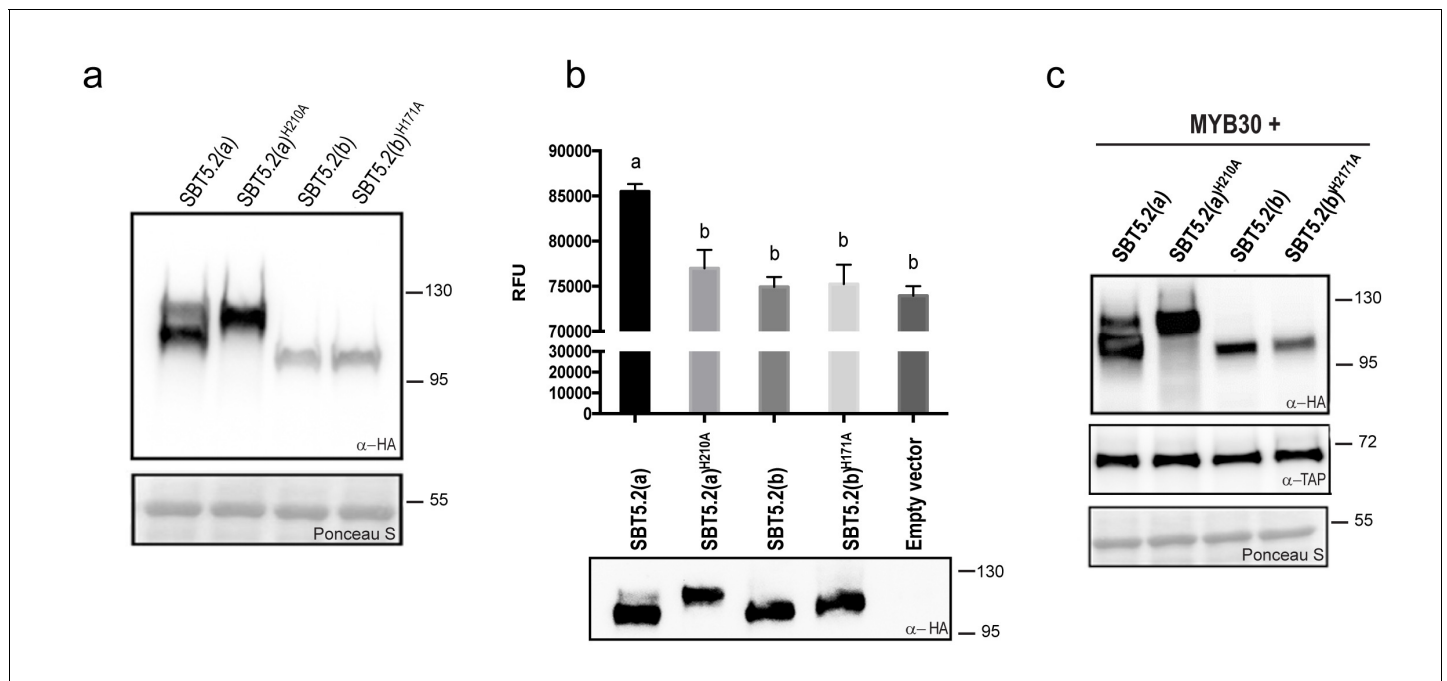 a
SBT5.2(a)
SBT5.2(a)H210A
SBT5.2(b)
SBT5.2(b)H171A
130
95
α–HA
55
Ponceau S
b
RFU
90000
85000
80000
75000
70000
30000
20000
10000
0
a
b
b
b
b
SBT5.2(a)
SBT5.2(a)H210A
SBT5.2(b)
SBT5.2(b)H171A
Empty vector
130
α–HA
95
c
MYB30 +
SBT5.2(a)
SBT5.2(a)H210A
SBT5.2(b)
SBT5.2(b)H2171A
130
95
α–HA
72
α–TAP
55
Ponceau S